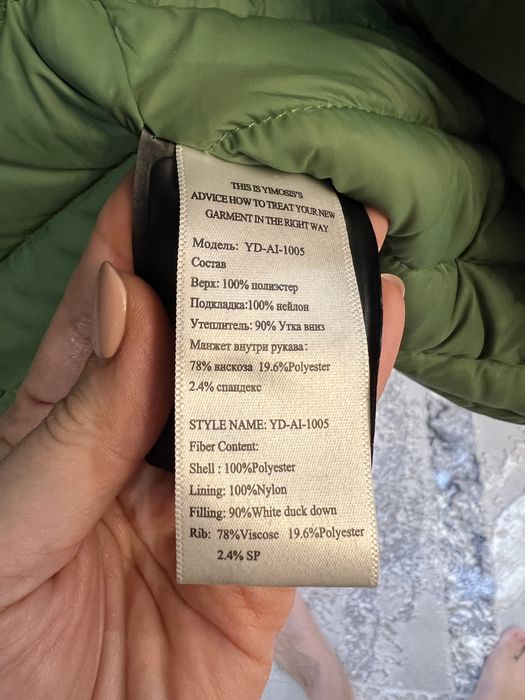 THIS IS YIMOSIS'S
ADVICE HOW TO TREAT YOUR NEW
GARMENT IN THE RIGHT WAY
Модель: YD-AI-1005
Состав
Верх: 100% полиэстер
Подкладка:100% нейлон
Утеплитель: 90% Утка вниз
Манжет внутри рукава:
78% вискоза 19.6%Polyester
2.4% спандекс
STYLE NAME: YD-AI-1005
Fiber Content:
Shell : 100%Polyester
Lining: 100%Nylon
Filling: 90%White duck down
Rib: 78%Viscose 19.6%Polyester
2.4% SP